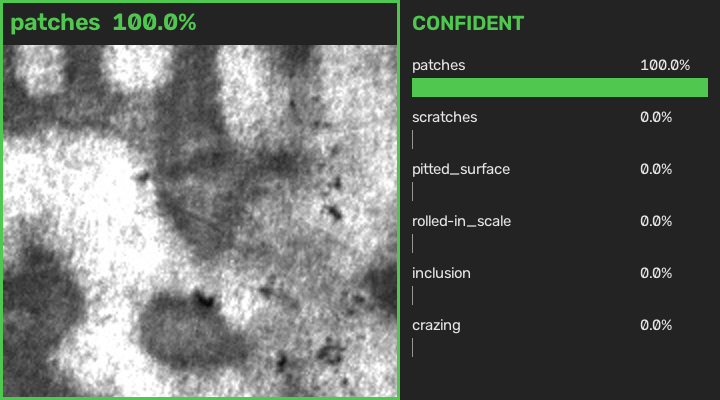 patches 100.0%
CONFIDENT
patches 100.0%
scratches 0.0%
pitted_surface 0.0%
rolled-in_scale 0.0%
inclusion 0.0%
crazing 0.0%